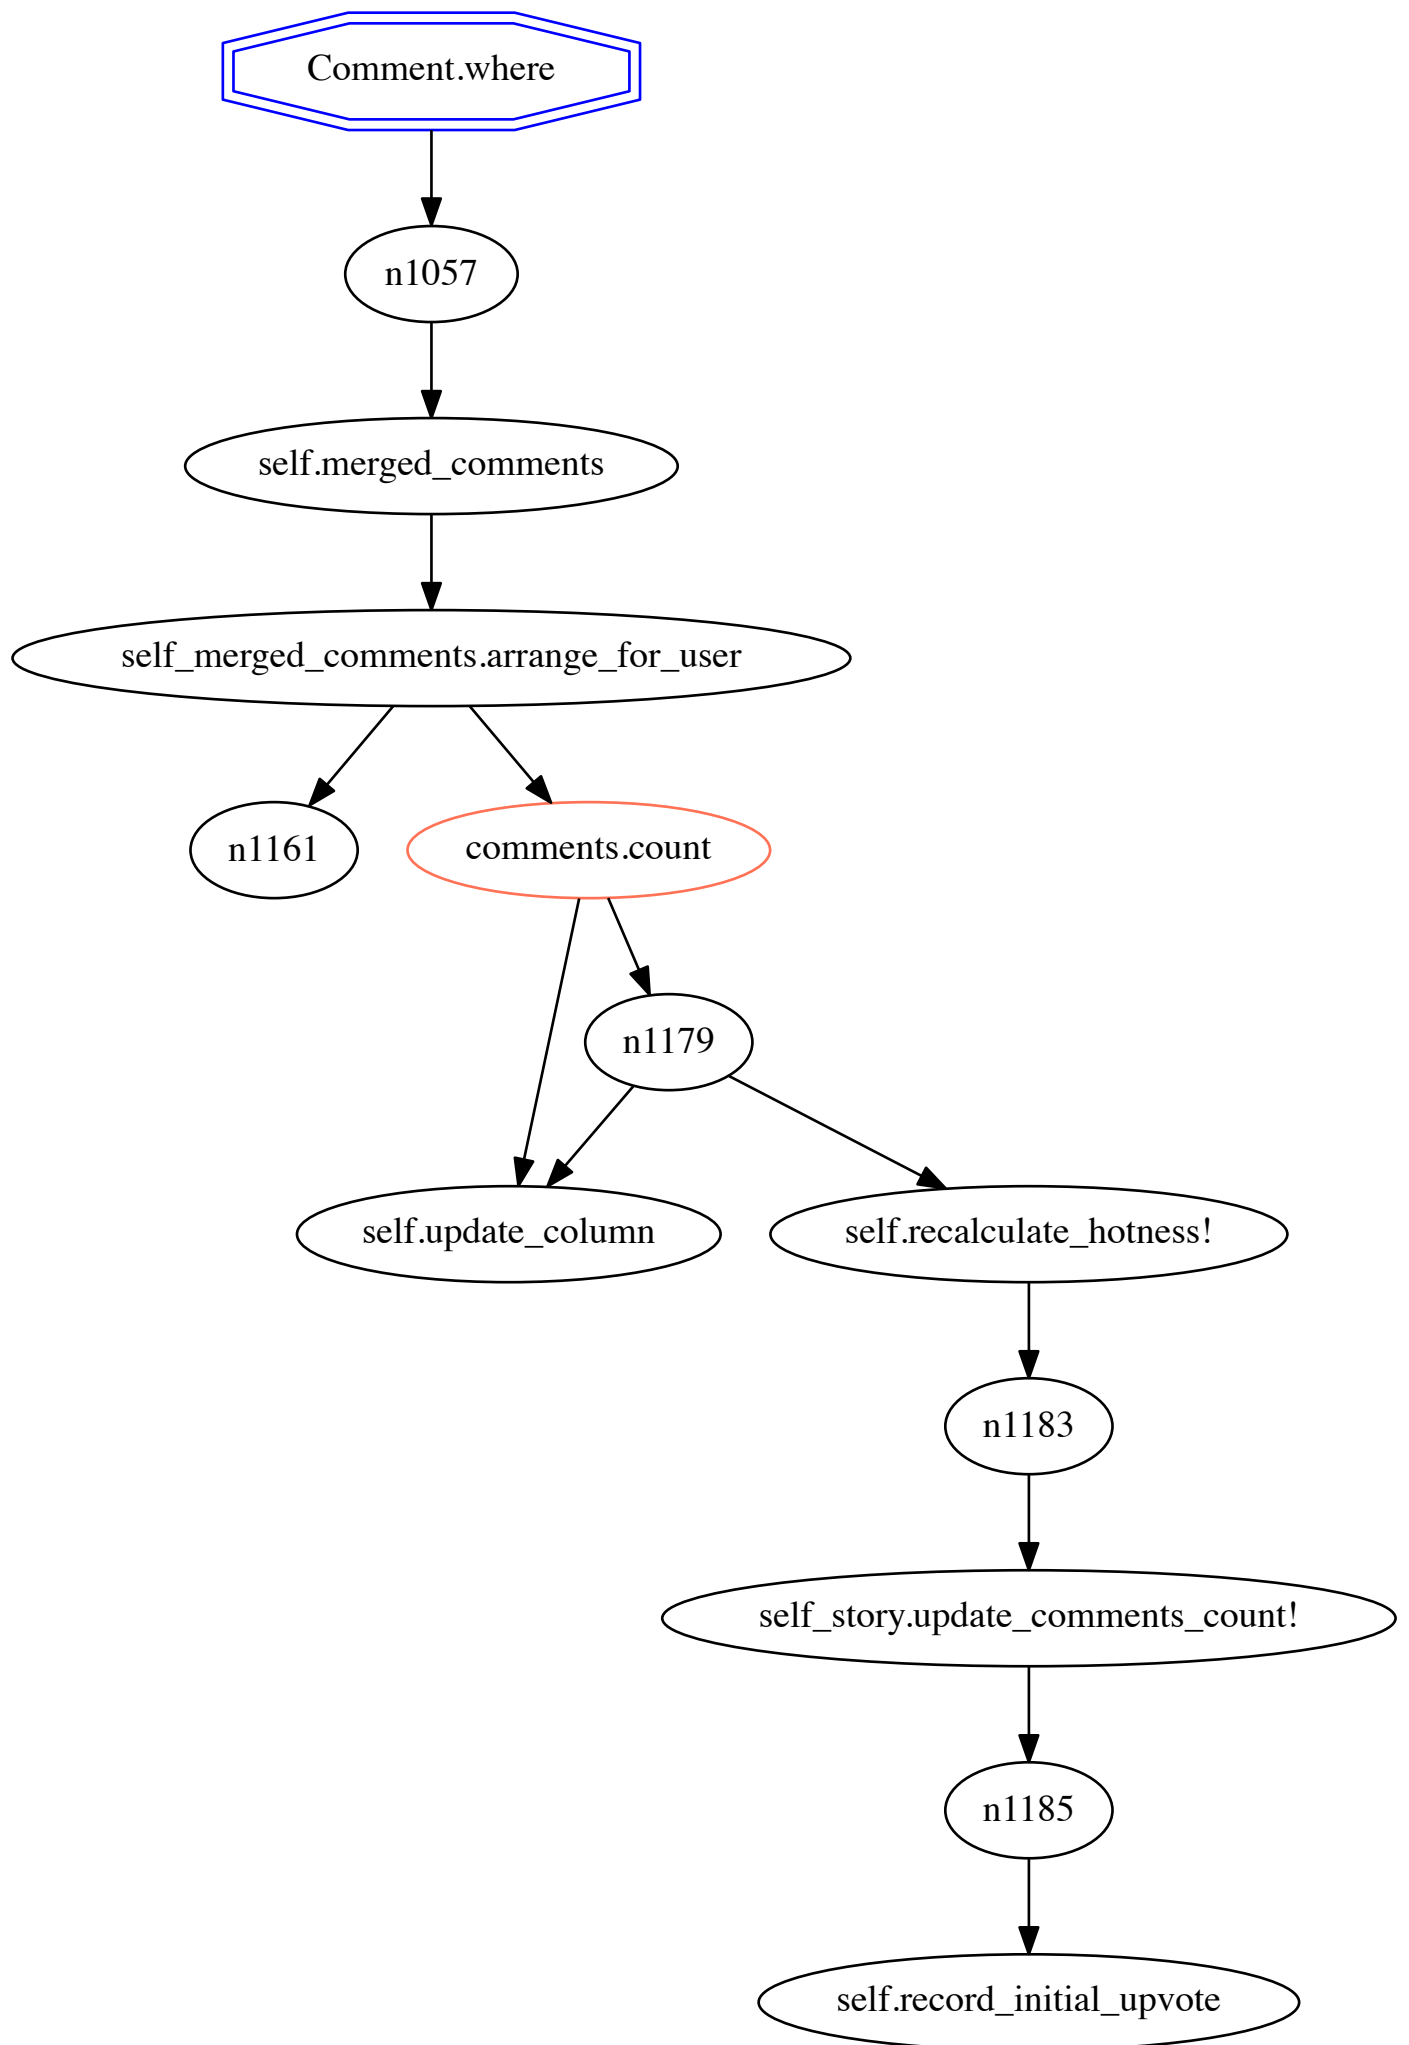 Comment.where
n1057
self.merged_comments
self_merged_comments.arrange_for_user
n1161
comments.count
n1179
self.update_column
self.recalculate_hotness!
n1183
self_story.update_comments_count!
n1185
self.record_initial_upvote